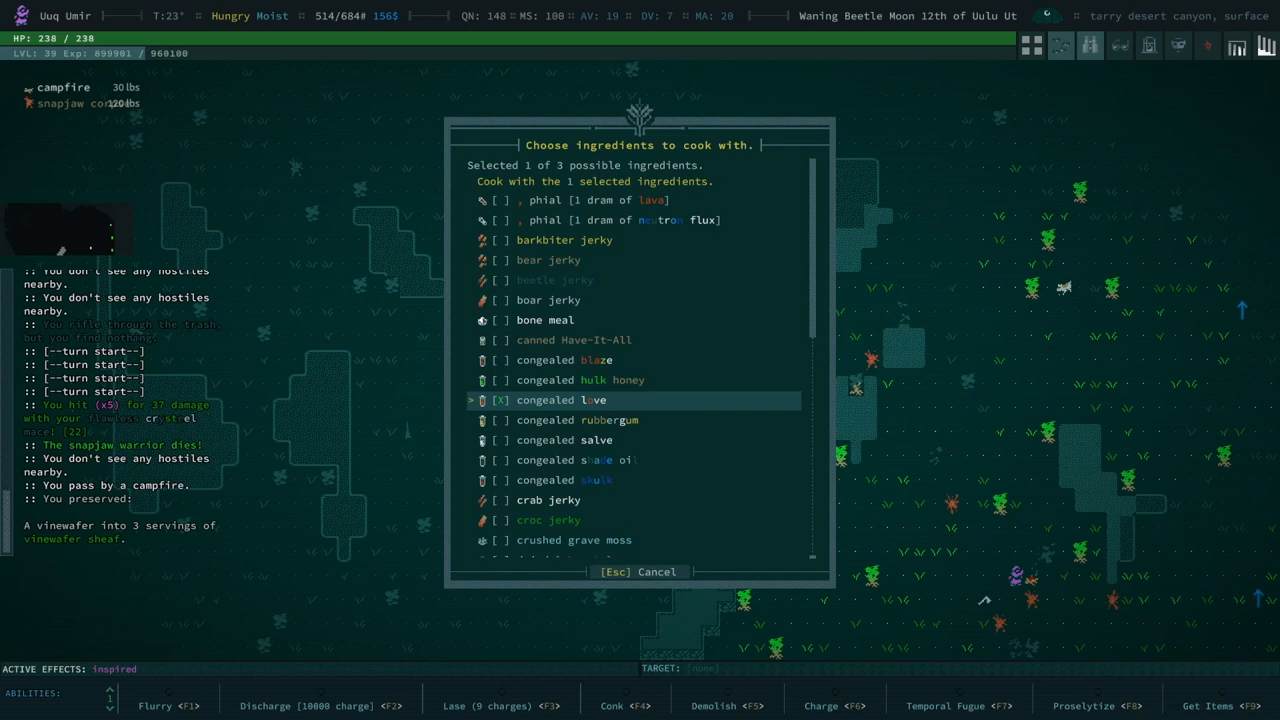 Uuq Umir T:23° :: Hungry Moist :: 514/684# 156$ QN: 148 :: MS: 100 :: AV: 19 :: DV: 7 :: MA: 20 Waning Beetle Moon 12th of Uulu Ut :: tarry desert canyon, surface
HP: 238 / 238
LVL: 39 Exp: 899901 / 960100
campfire 30 lbs
snapjaw 120lbs
Choose ingredients to cook with.
Selected 1 of 3 possible ingredients.
Cook with the 1 selected ingredients.
[ ] , phial [1 dram of lava]
[ ] , phial [1 dram of neutron flux]
[ ] barkbiter jerky
[ ] bear jerky
[ ] beetle jerky
[ ] boar jerky
[ ] bone meal
[ ] canned Have-It-All
[ ] congealed blaze
[ ] congealed hulk honey
> [X] congealed love
[ ] congealed rubbergum
[ ] congealed salve
[ ] congealed shade oil
[ ] congealed skulk
[ ] crab jerky
[ ] croc jerky
[ ] crushed grave moss
[Esc] Cancel
:: You don't see any hostiles
nearby.
:: You don't see any hostiles
nearby.
:: You rifle through the trash,
but you find nothing.
:: [--turn start--]
:: [--turn start--]
:: [--turn start--]
:: [--turn start--]
:: You hit (x5) for 37 damage
with your flawless crysteel
mace! [22]
:: The snapjaw warrior dies!
:: You don't see any hostiles
nearby.
:: You pass by a campfire.
:: You preserved:
A vinewafer into 3 servings of
vinewafer sheaf.
ACTIVE EFFECTS: inspired
TARGET: [none]
ABILITIES: 1 Flurry <F1> Discharge [10000 charge] <F2> Lase (9 charges) <F3> Conk <F4> Demolish <F5> Charge <F6> Temporal Fugue <F7> Proselytize <F8> Get Items <F9>